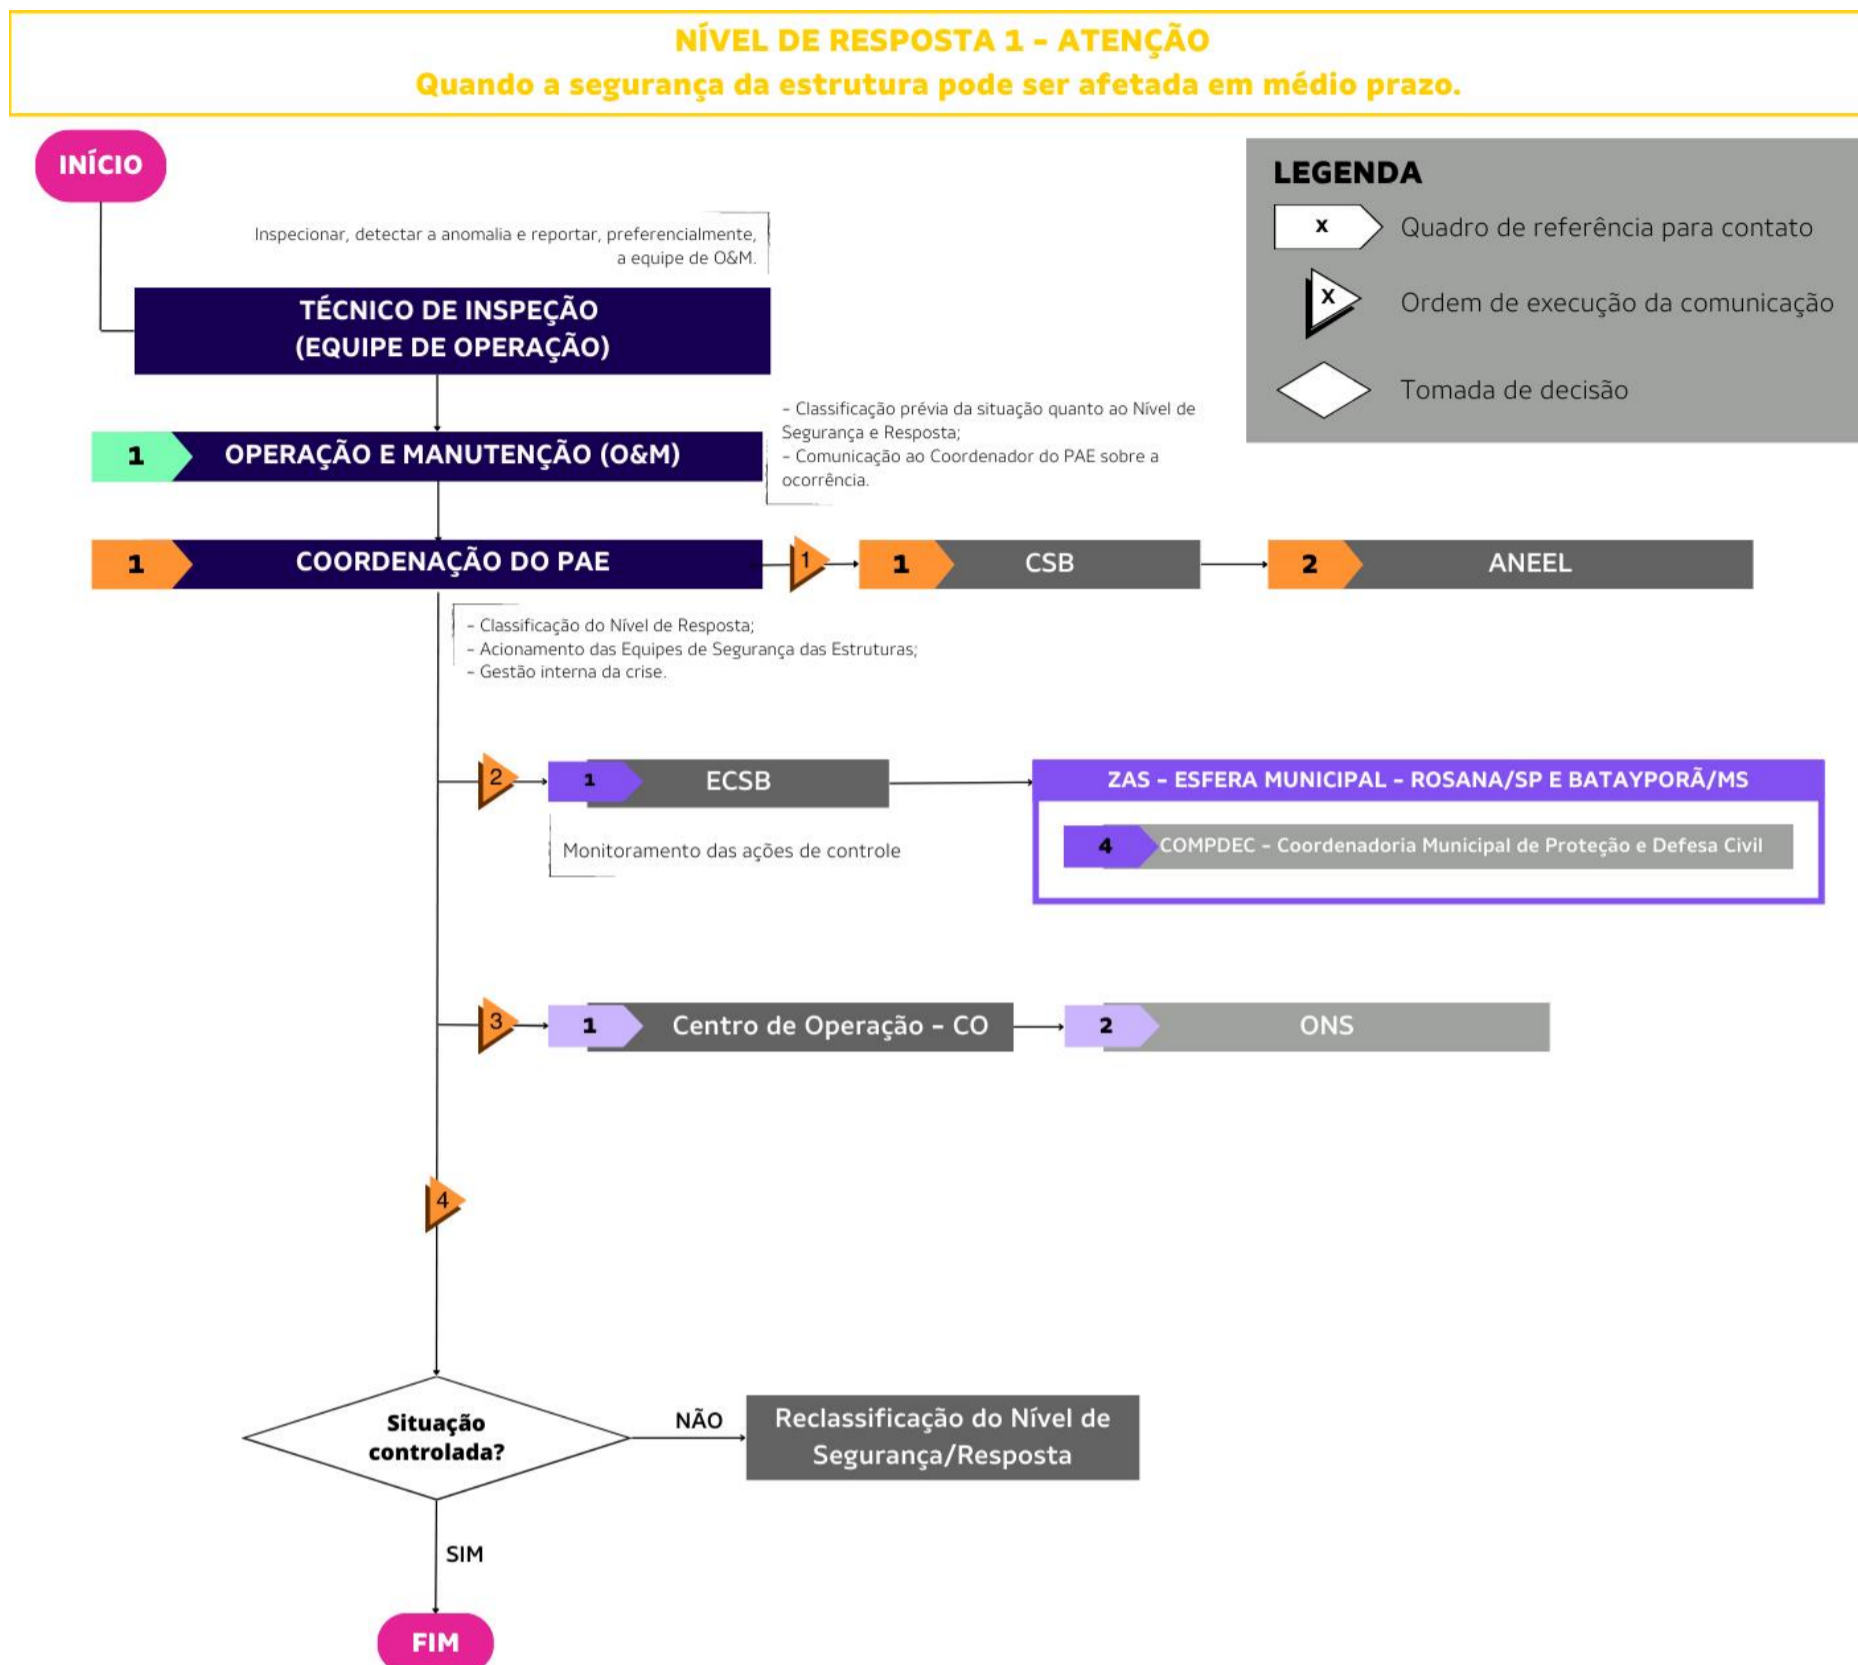 NÍVEL DE RESPOSTA 1 – ATENÇÃO
Quando a segurança da estrutura pode ser afetada em médio prazo.
INÍCIO
LEGENDA
x Quadro de referência para contato
X Ordem de execução da comunicação
Tomada de decisão
Inspecionar, detectar a anomalia e reportar, preferencialmente,
a equipe de O&M.
TÉCNICO DE INSPEÇÃO
(EQUIPE DE OPERAÇÃO)
- Classificação prévia da situação quanto ao Nível de
Segurança e Resposta;
- Comunicação ao Coordenador do PAE sobre a
ocorrência.
1 OPERAÇÃO E MANUTENÇÃO (O&M)
1 COORDENAÇÃO DO PAE 1 1 CSB 2 ANEEL
- Classificação do Nível de Resposta;
- Acionamento das Equipes de Segurança das Estruturas;
- Gestão interna da crise.
2 1 ECSB ZAS – ESFERA MUNICIPAL – ROSANA/SP E BATAYPORÃ/MS
4 COMPDEC – Coordenadoria Municipal de Proteção e Defesa Civil
Monitoramento das ações de controle
3 1 Centro de Operação – CO 2 ONS
4
Situação
controlada?
NÃO
Reclassificação do Nível de
Segurança/Resposta
SIM
FIM